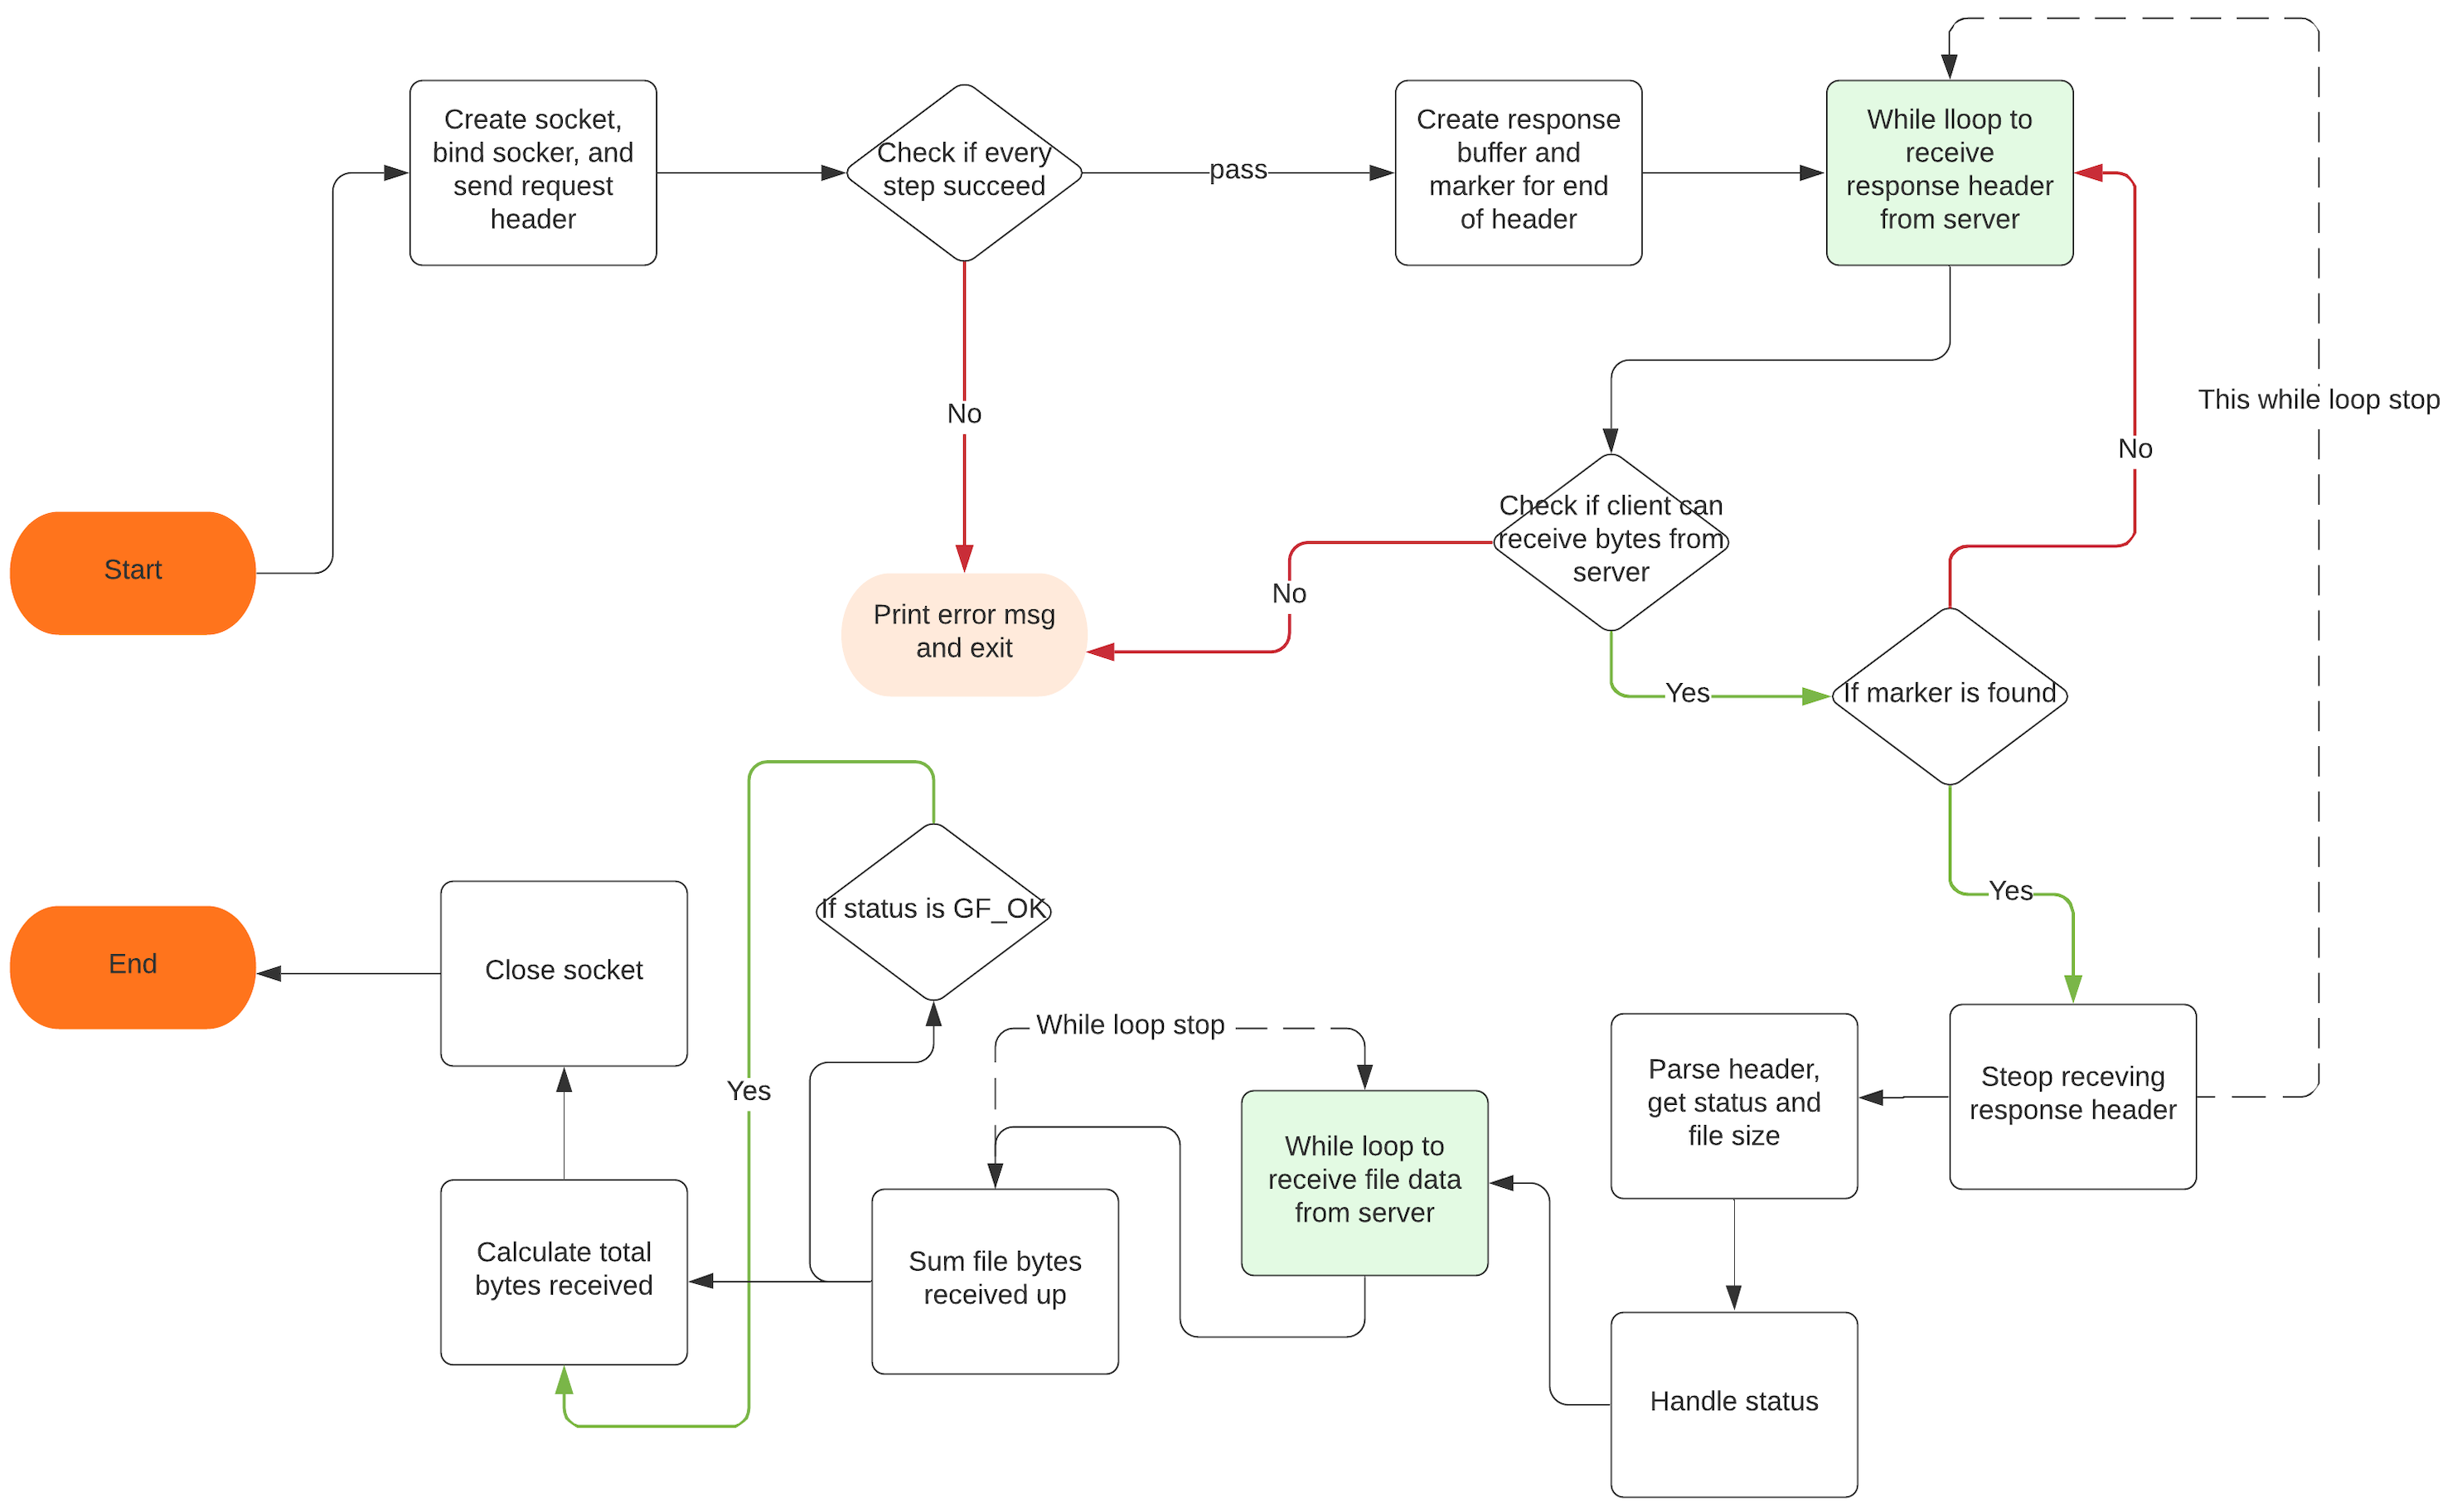 Create socket,
bind socker, and
send request
header
Check if every
step succeed
pass
Create response
buffer and
marker for end
of header
While lloop to
receive
response header
from server
This while loop stop
No
No
Check if client can
receive bytes from
server
Start
No
Print error msg
and exit
Yes
If marker is found
Yes
If status is GF_OK
End
Close socket
While loop stop
Yes
Parse header,
get status and
file size
Steop receving
response header
While loop to
receive file data
from server
Calculate total
bytes received
Sum file bytes
received up
Handle status